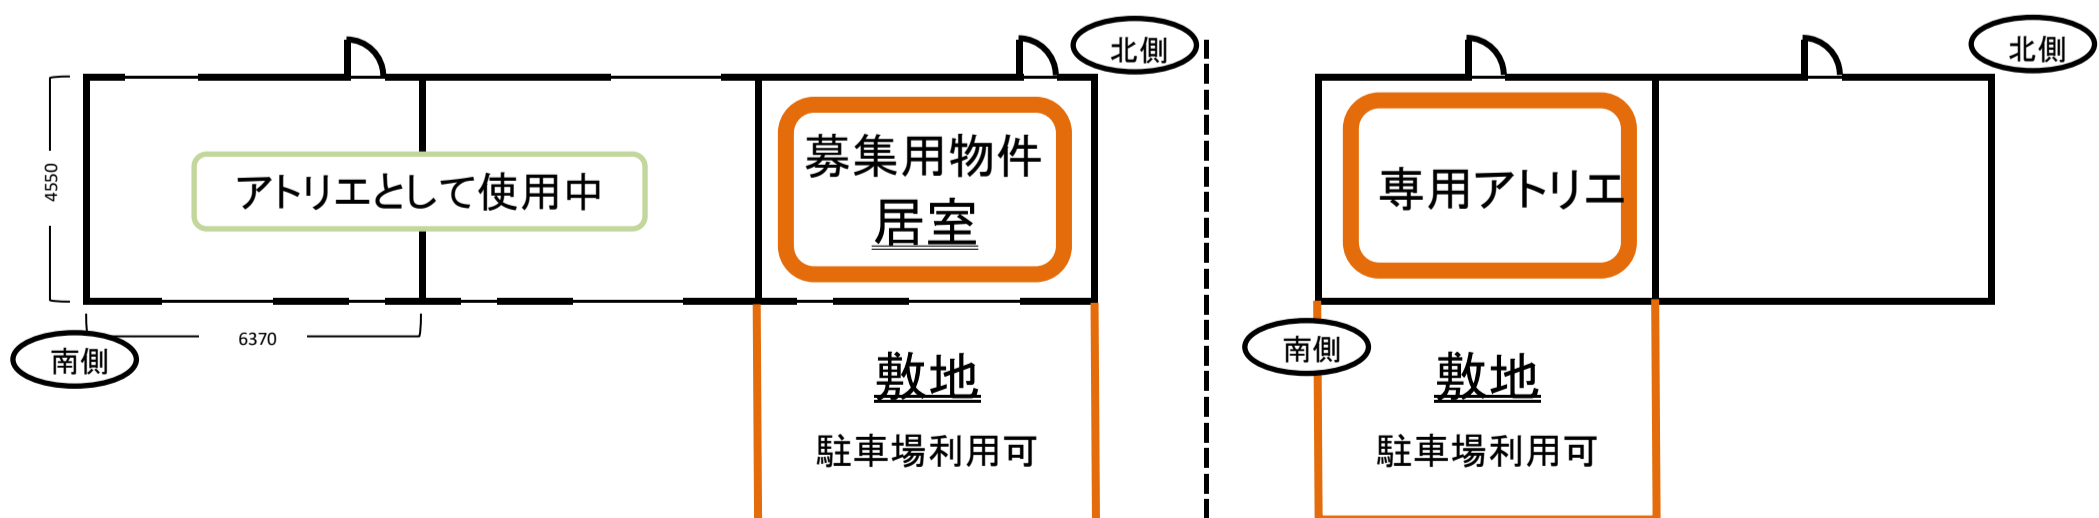 北側
北側
4550
アトリエとして使用中
募集用物件
居室
専用アトリエ
6370
南側
南側
敷地
駐車場利用可
敷地
駐車場利用可